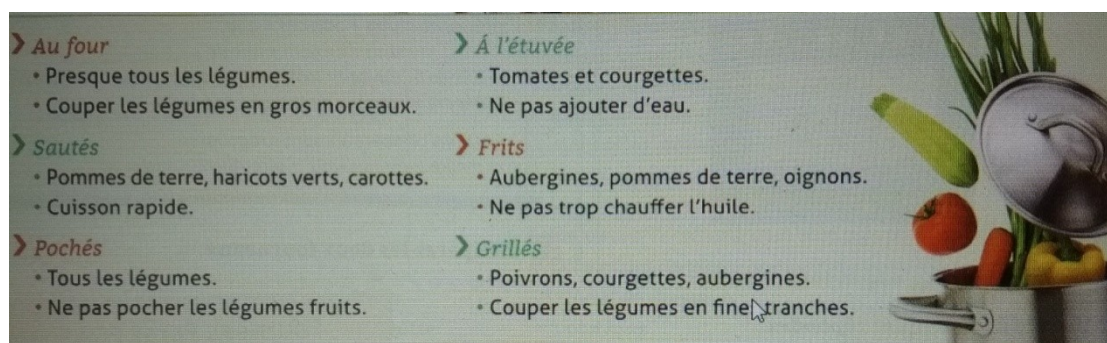 Au four
• Presque tous les légumes.
• Couper les légumes en gros morceaux.
Sautés
• Pommes de terre, haricots verts, carottes.
• Cuisson rapide.
Pochés
• Tous les légumes.
• Ne pas pocher les légumes fruits.
Á l'étuvée
• Tomates et courgettes.
• Ne pas ajouter d'eau.
Frits
• Aubergines, pommes de terre, oignons.
• Ne pas trop chauffer l'huile.
Grillés
• Poivrons, courgettes, aubergines.
• Couper les légumes en fines tranches.